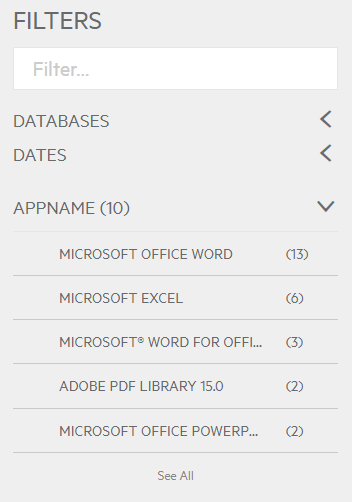 FILTERS
Filter...
DATABASES
DATES
APPNAME (10)
MICROSOFT OFFICE WORD (13)
MICROSOFT EXCEL (6)
MICROSOFT® WORD FOR OFFI... (3)
ADOBE PDF LIBRARY 15.0 (2)
MICROSOFT OFFICE POWERP... (2)
See All